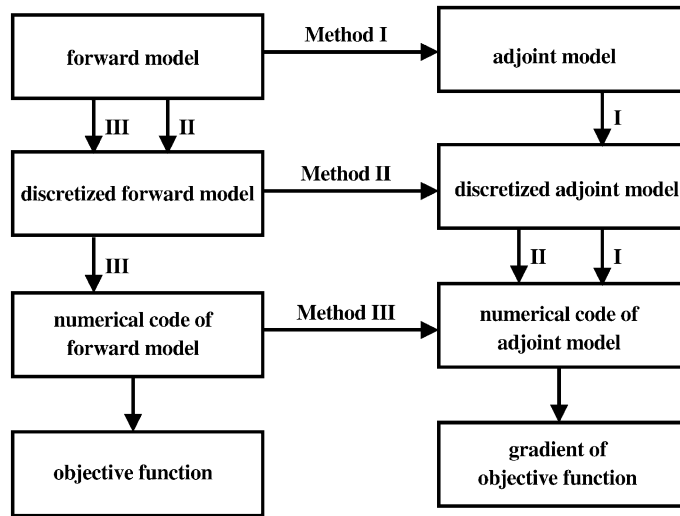 Method I
forward model
adjoint model
III
II
I
Method II
discretized forward model
discretized adjoint model
III
II
I
Method III
numerical code of
forward model
numerical code of
adjoint model
objective function
gradient of
objective function